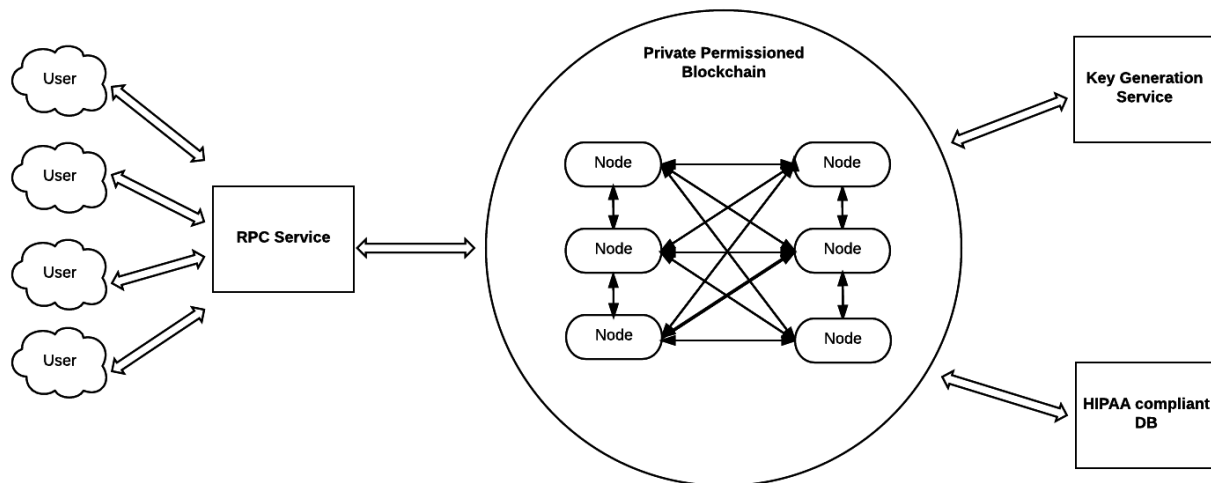 User
User
User
User
RPC Service
Private Permissioned
Blockchain
Node
Node
Node
Node
Node
Node
Key Generation
Service
HIPAA compliant
DB